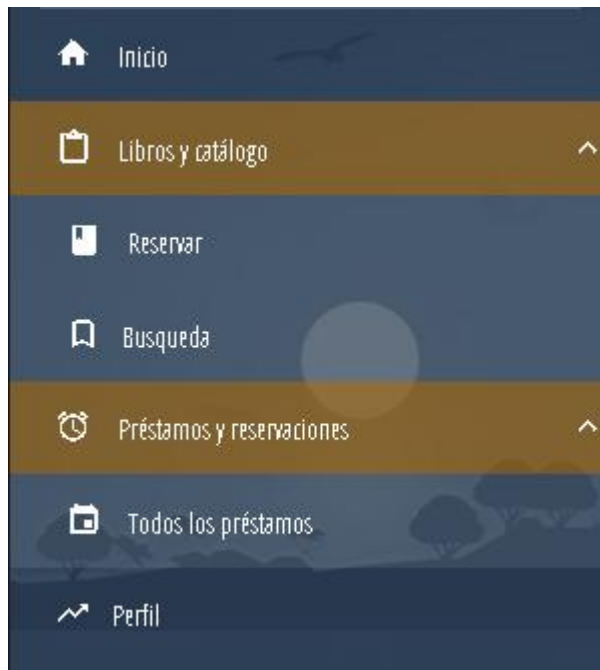 Inicio
Libros y catálogo
Reservar
Busqueda
Préstamos y reservaciones
Todos los préstamos
Perfil